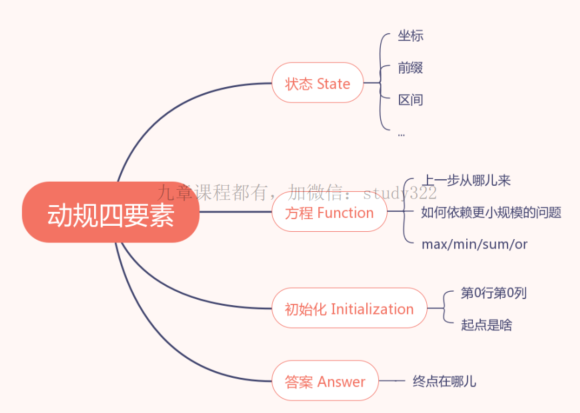 动规四要素
状态 State
坐标
前缀
区间
...
九章课程都有，加微信：study322
方程 Function
上一步从哪儿来
如何依赖更小规模的问题
max/min/sum/or
初始化 Initialization
第0行第0列
起点是啥
答案 Answer
终点在哪儿